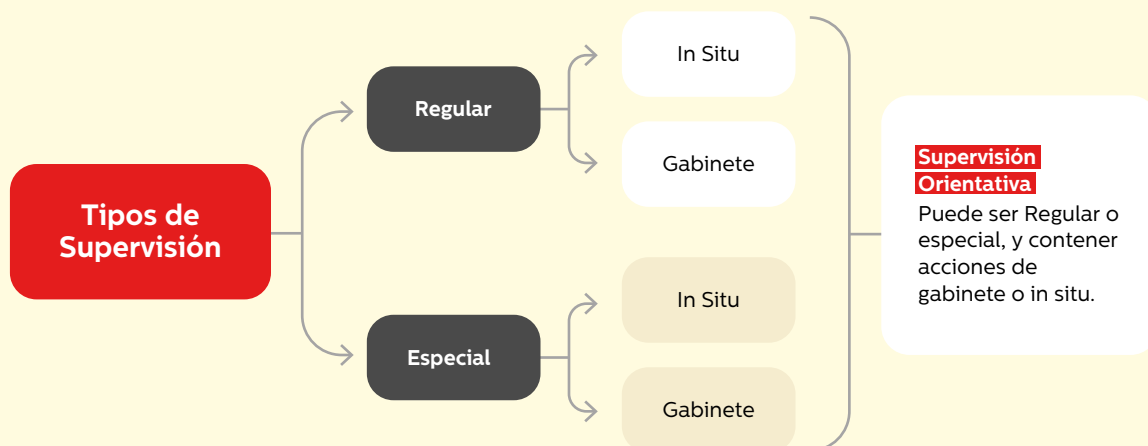 Tipos de
Supervisión
Regular
In Situ
Gabinete
Especial
In Situ
Gabinete
Supervisión
Orientativa
Puede ser Regular o
especial, y contener
acciones de
gabinete o in situ.